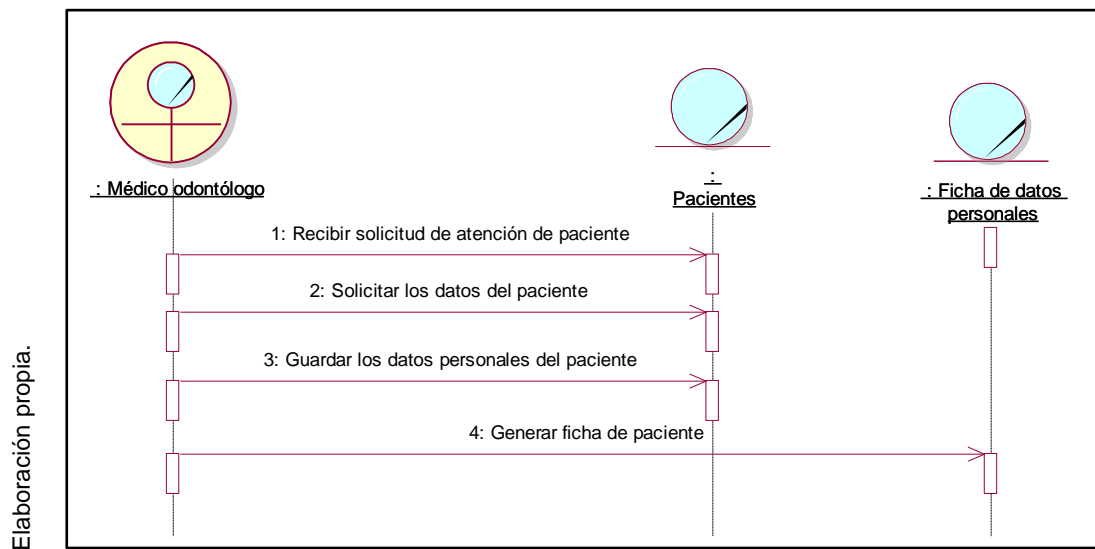 : Médico odontólogo
:
Pacientes
: Ficha de datos
personales
1: Recibir solicitud de atención de paciente
2: Solicitar los datos del paciente
3: Guardar los datos personales del paciente
4: Generar ficha de paciente
Elaboración propia.